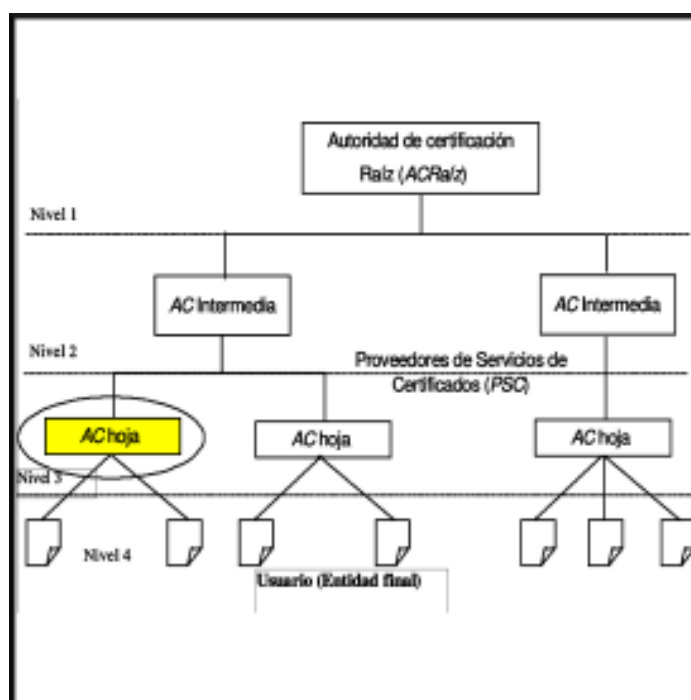 Autoridad de certificación
Raíz (ACRaíz)
Nivel 1
AC Intermedia
AC Intermedia
Nivel 2
Proveedores de Servicios de
Certificados (PSC)
AC hoja
AC hoja
AC hoja
Nivel 3
Nivel 4
Usuario (Entidad final)